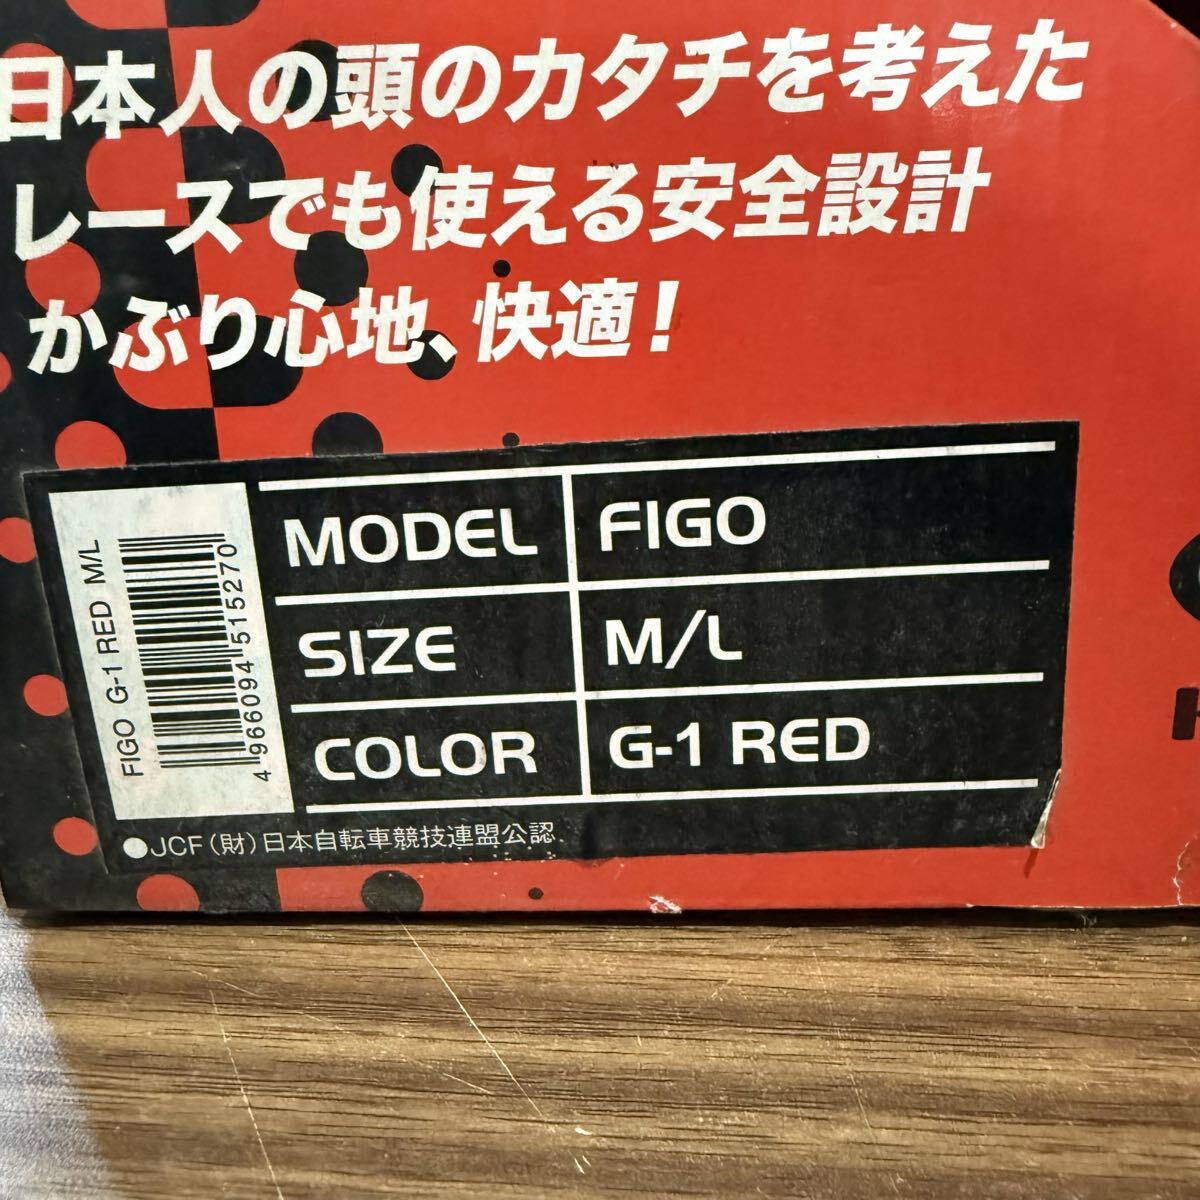 日本人の頭のカタチを考えた
レースでも使える安全設計
かぶり心地、快適!
MODEL FIGO
SIZE M/L
COLOR G-1 RED
FIGO G-1 RED M/L
4 966094 515270
●JCF(財)日本自転車競技連盟公認